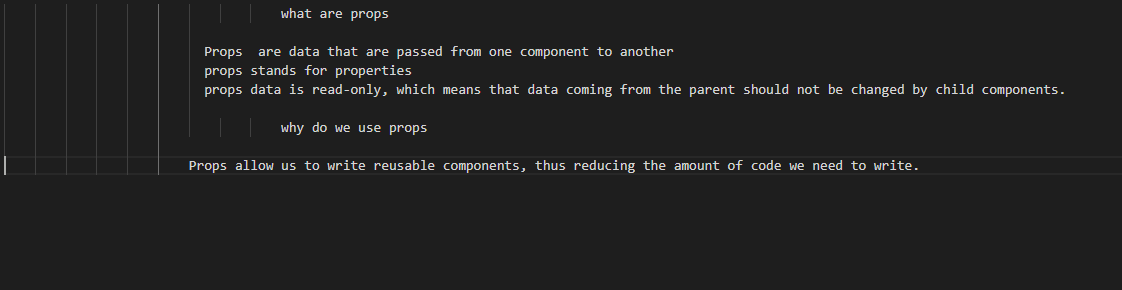 what are props
Props  are data that are passed from one component to another
props stands for properties
props data is read-only, which means that data coming from the parent should not be changed by child components.
why do we use props
Props allow us to write reusable components, thus reducing the amount of code we need to write.